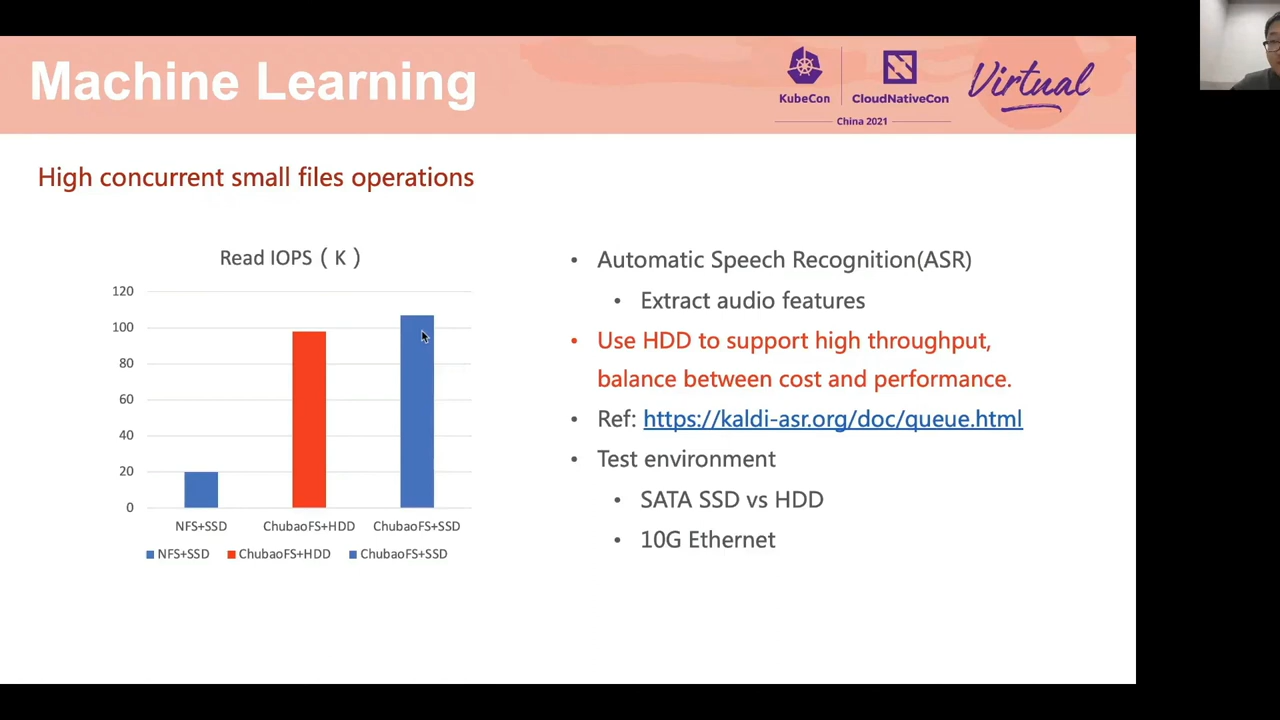 Machine Learning
KubeCon
CloudNativeCon
China 2021
Virtual
High concurrent small files operations
Read IOPS ( K )
120
100
80
60
40
20
0
NFS+SSD ChubaoFS+HDD ChubaoFS+SSD
NFS+SSD ChubaoFS+HDD ChubaoFS+SSD
• Automatic Speech Recognition(ASR)
• Extract audio features
• Use HDD to support high throughput,
balance between cost and performance.
• Ref: https://kaldi-asr.org/doc/queue.html
• Test environment
• SATA SSD vs HDD
• 10G Ethernet